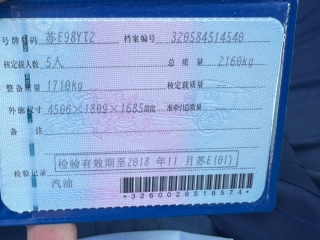 号牌号码 苏E98YT2 档案编号 320584514540
核定载人数 5人 总质量 2160kg
整备质量 1710kg 核定载质量
外廓尺寸 4506×1809×1685mm 准牵引总质量
备注
检验有效期至2018年11月苏E(01)
检验记录
汽油
*3260026518574*